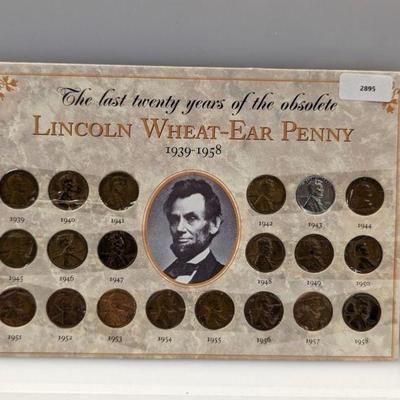 2895
The last twenty years of the obsolete
LINCOLN WHEAT-EAR PENNY
1939-1958
1939 1940 1941 1942 1943 1944
1945 1946 1947 1948 1949 1950
1951 1952 1953 1954 1955 1956 1957 1958